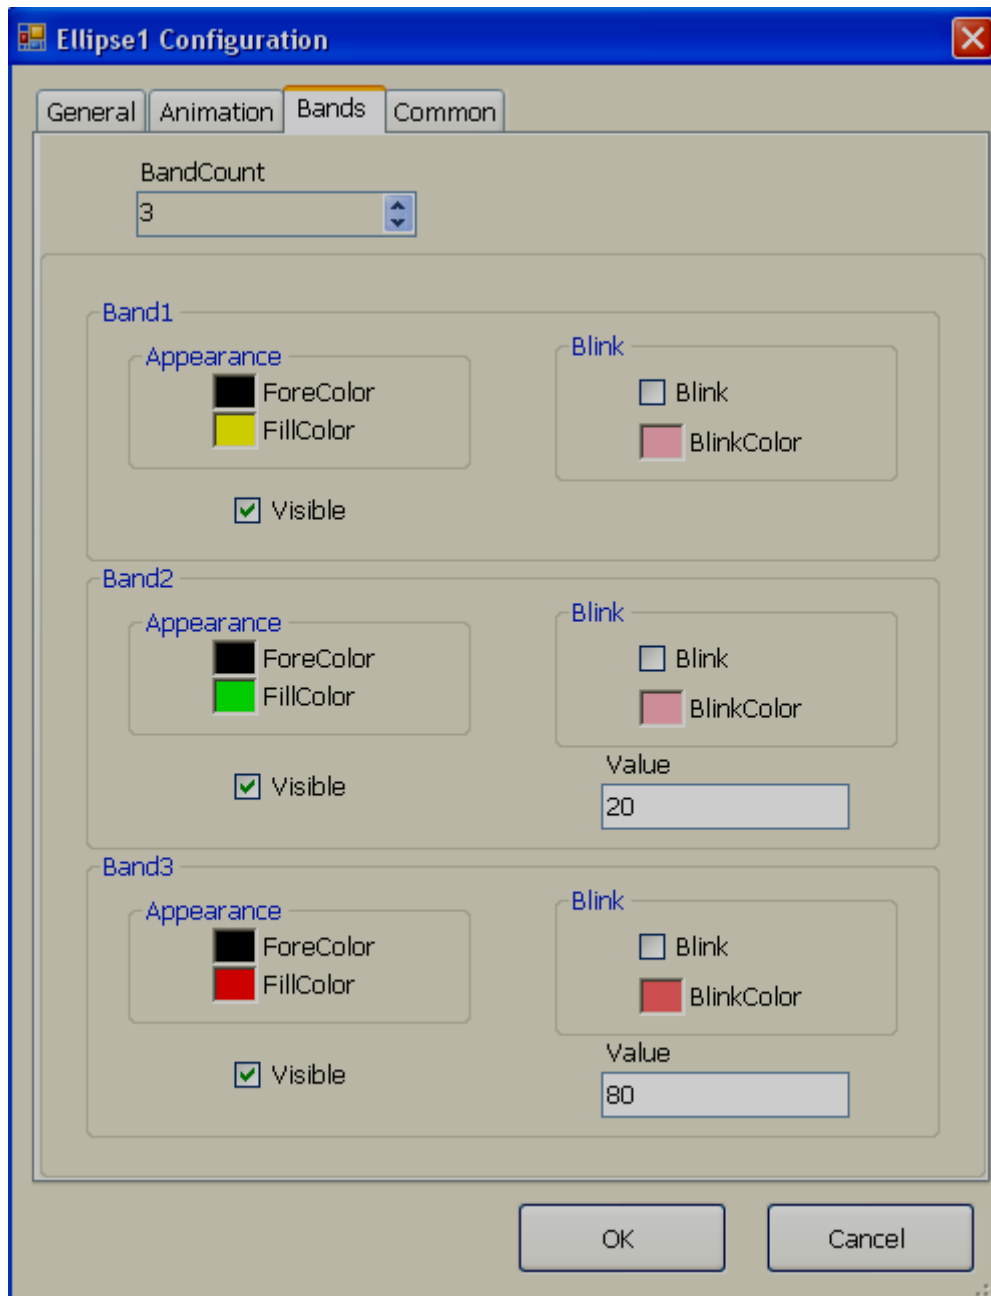 Ellipse1 Configuration
General Animation Bands Common
BandCount
3
Band1
Appearance
ForeColor
FillColor
Visible
Blink
Blink
BlinkColor
Band2
Appearance
ForeColor
FillColor
Visible
Blink
Blink
BlinkColor
Value
20
Band3
Appearance
ForeColor
FillColor
Visible
Blink
Blink
BlinkColor
Value
80
OK Cancel